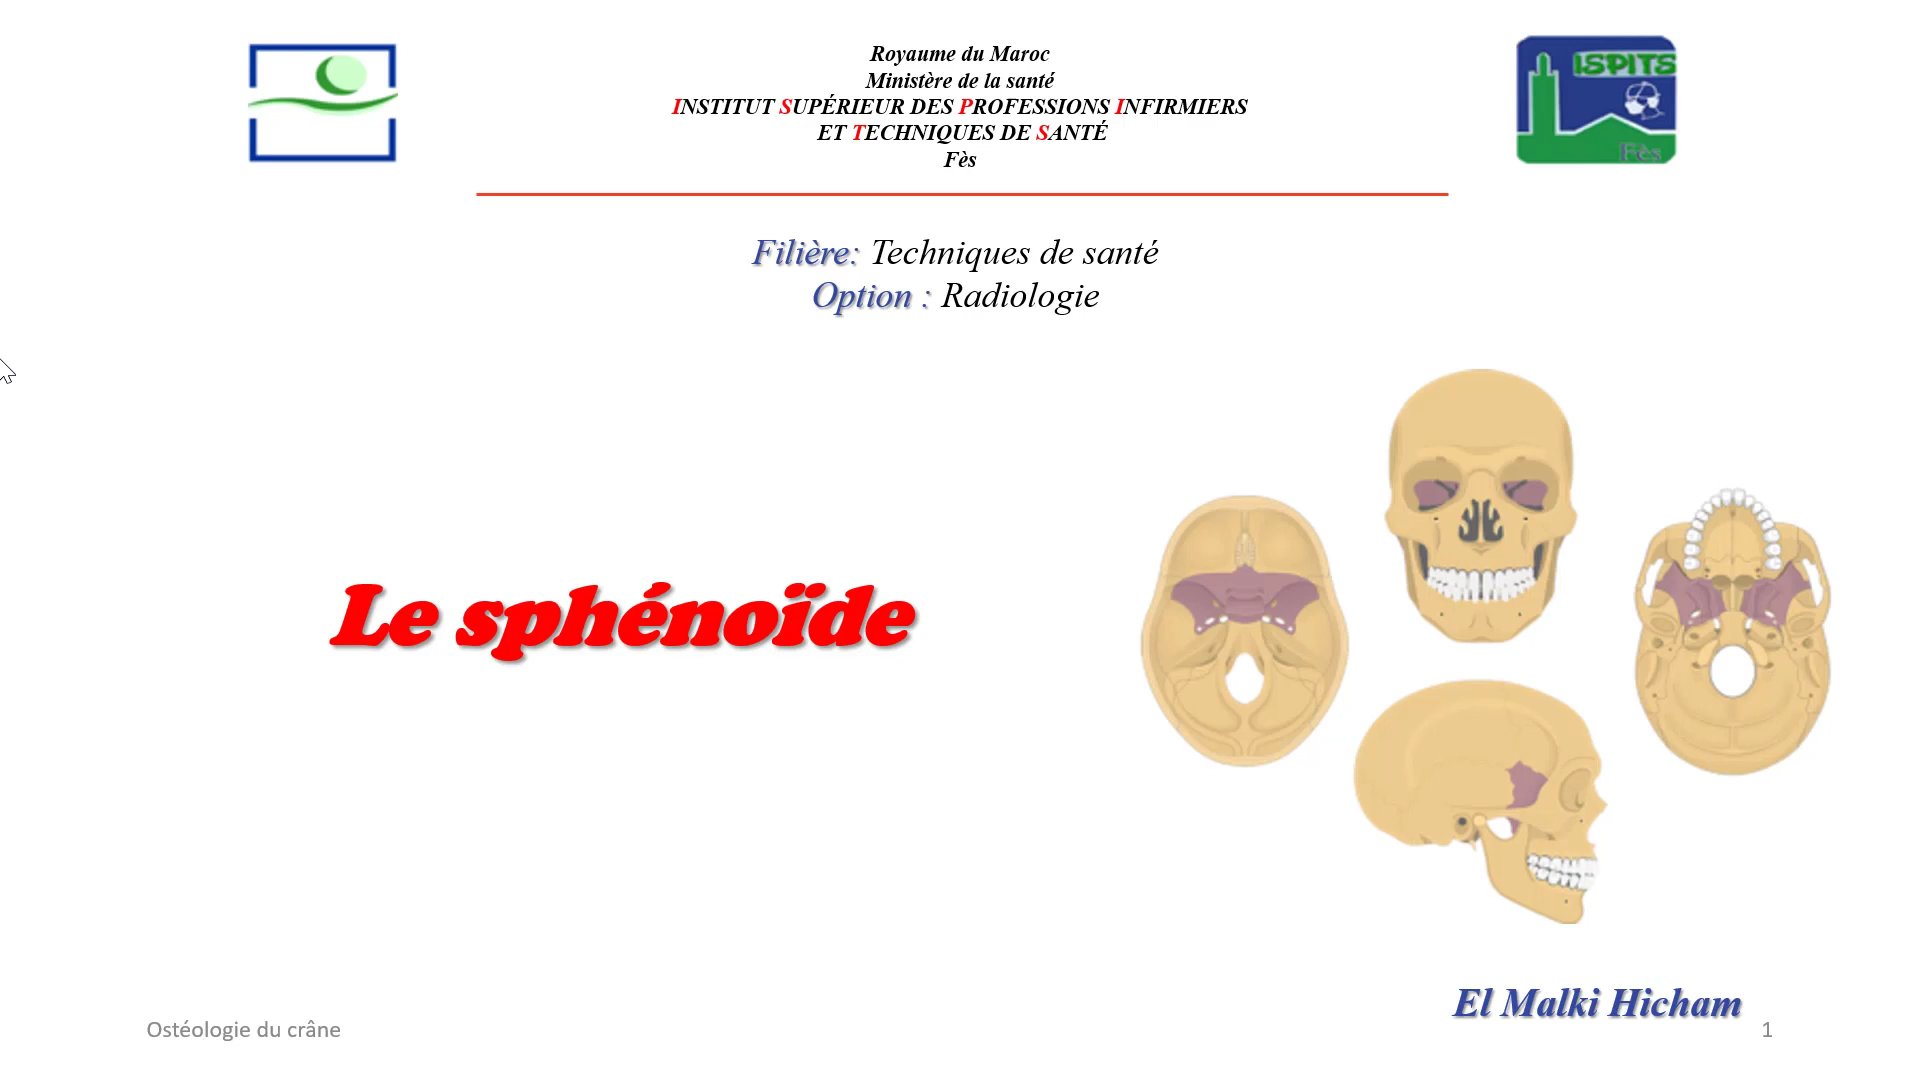 Royaume du Maroc
Ministère de la santé
INSTITUT SUPÉRIEUR DES PROFESSIONS INFIRMIERS
ET TECHNIQUES DE SANTÉ
Fès
ISPITS
Fès
Filière: Techniques de santé
Option : Radiologie
Le sphénoïde
El Malki Hicham
Ostéologie du crâne
1